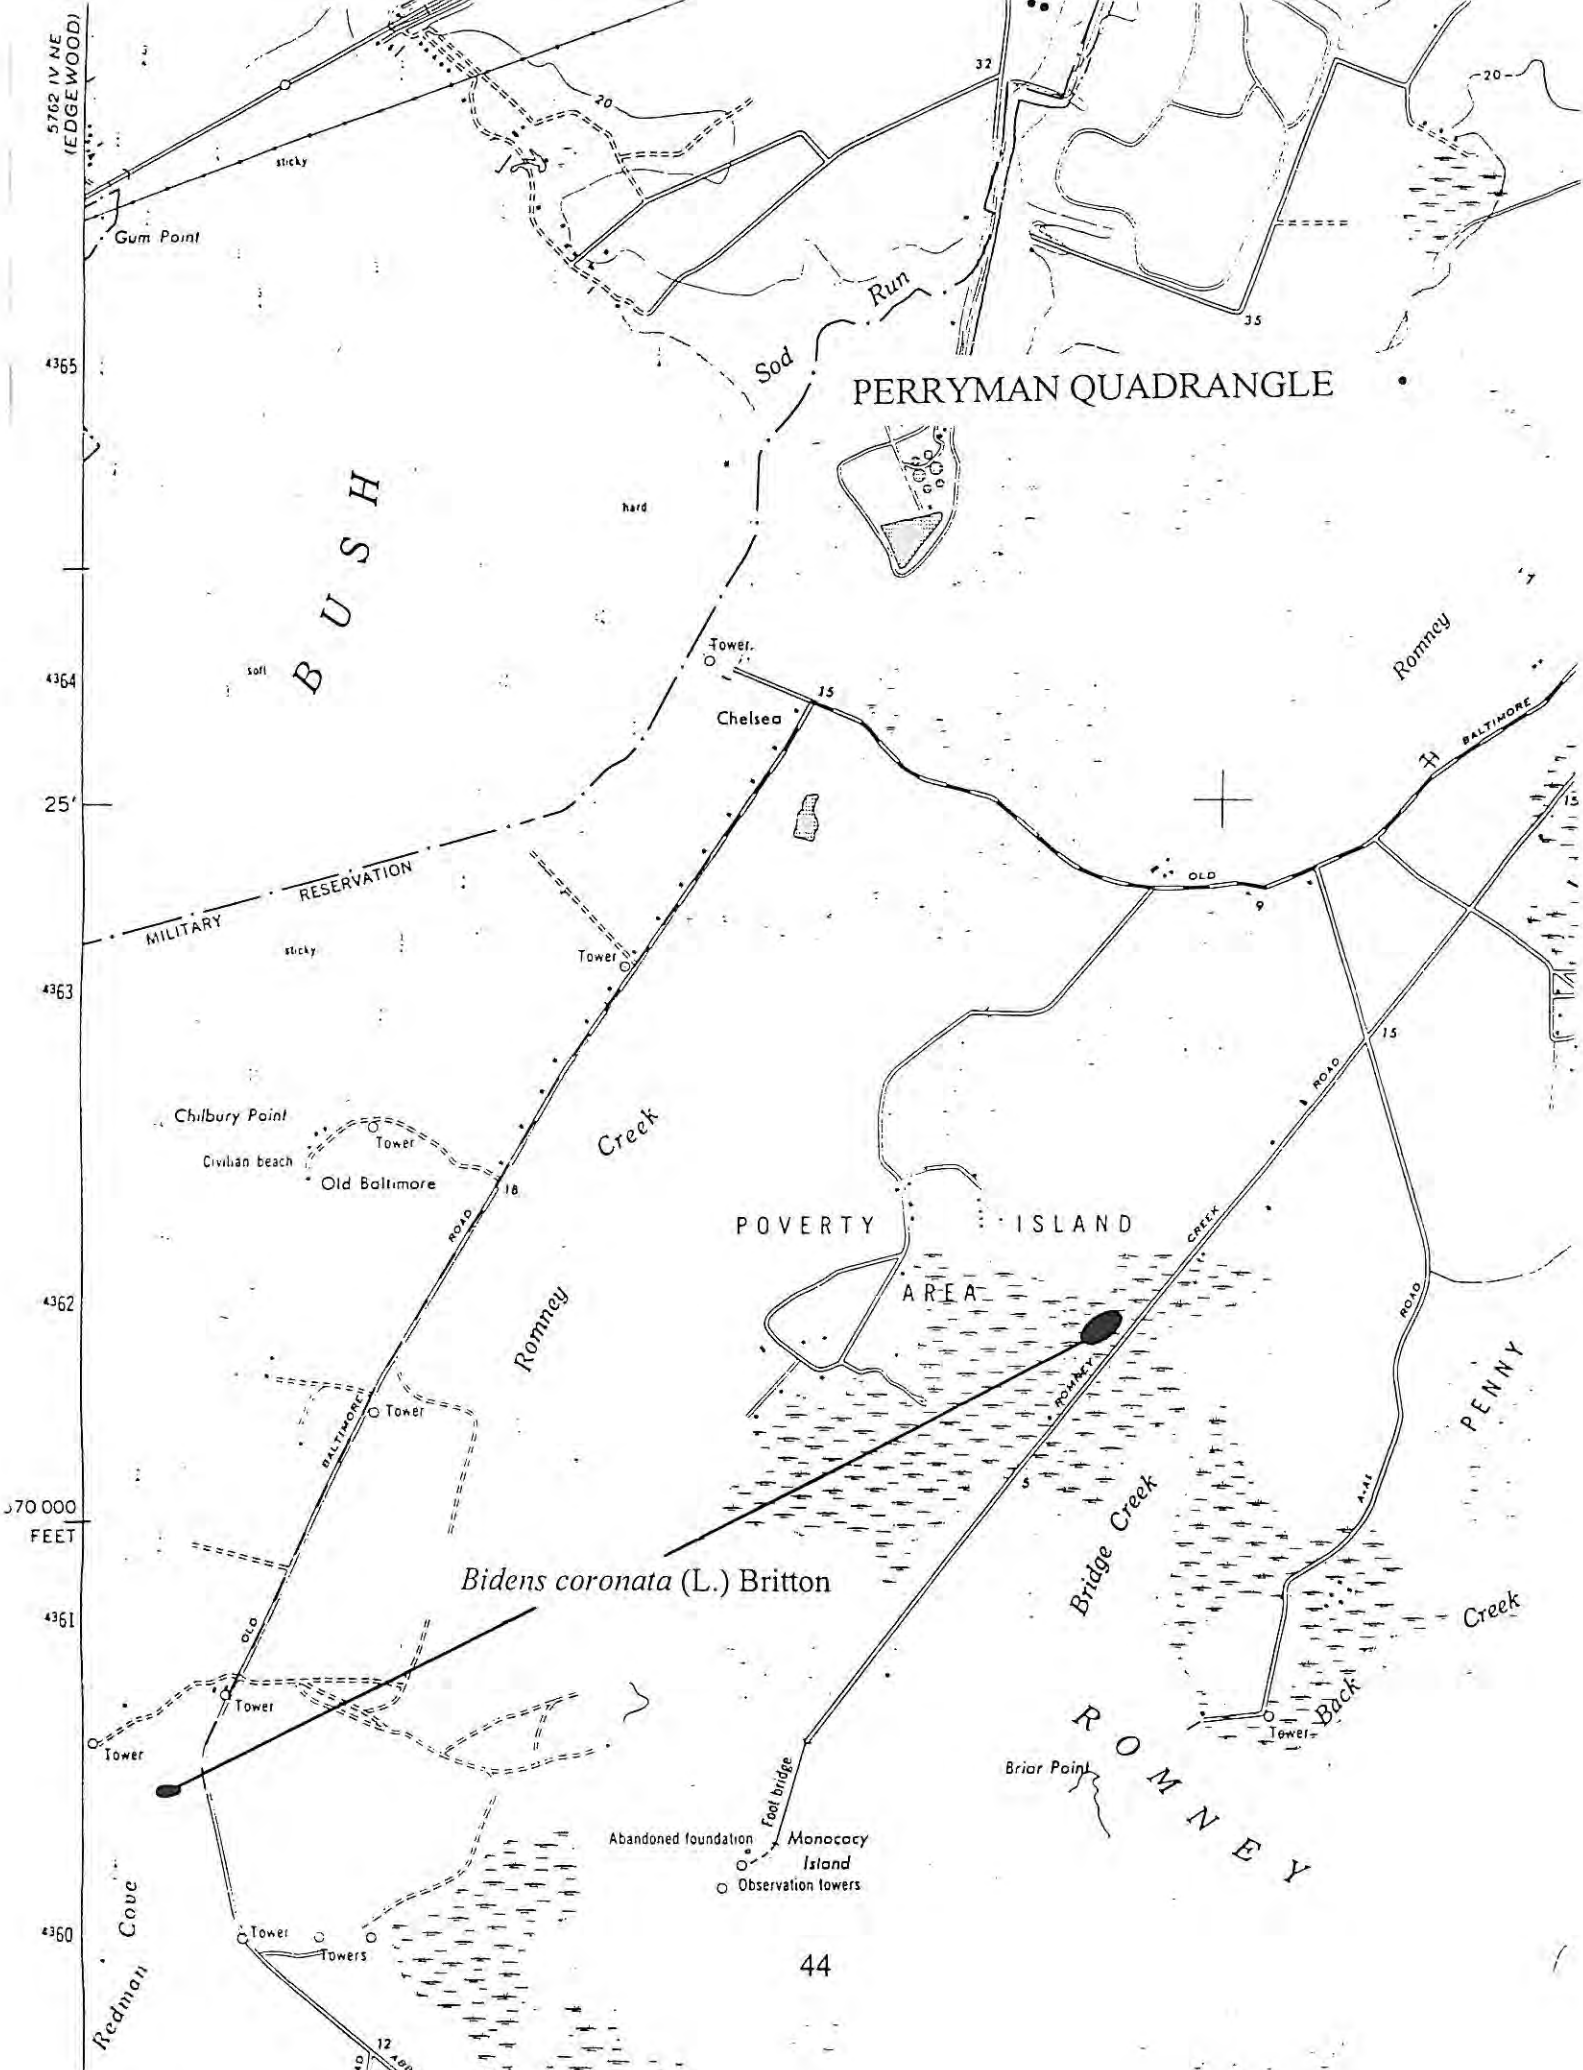 5762 IV NE
(EDGEWOOD)
32
20
20
sticky
Gum Point
Run
35
4365
Sod
PERRYMAN QUADRANGLE
BUSH
hard
Romney
soft
4364
Tower
15
Chelsea
BALTIMORE
25'
15
RESERVATION
OLD
MILITARY
9
sticky
Tower
4363
15
ROAD
Chilbury Point
Tower
Creek
Civilian beach
Old Baltimore
18
ROAD
POVERTY ISLAND
CREEK
AREA
4362
Romney
ROAD
PENNY
ROMNEY
Tower
BALTIMORE
5
Bridge Creek
70 000
FEET
Bidens coronata (L.) Britton
4361
Creek
OLD
Tower
Back
Tower
Tower
ROMNEY
Briar Point
Foot bridge
Abandoned foundation
Monocacy
Island
Observation towers
Redman Cove
4360
Tower
Towers
44
12